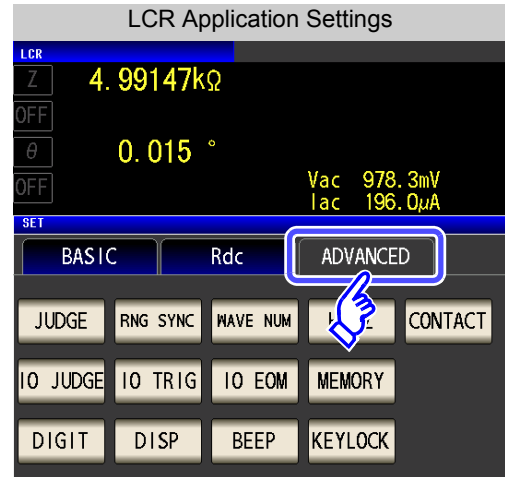 LCR Application Settings
LCR
Z 4.99147kΩ
OFF
θ 0.015 °
OFF
Vac 978.3mV
Iac 196.0μA
SET
BASIC Rdc ADVANCED
JUDGE RNG SYNC WAVE NUM CONTACT
IO JUDGE IO TRIG IO EOM MEMORY
DIGIT DISP BEEP KEYLOCK